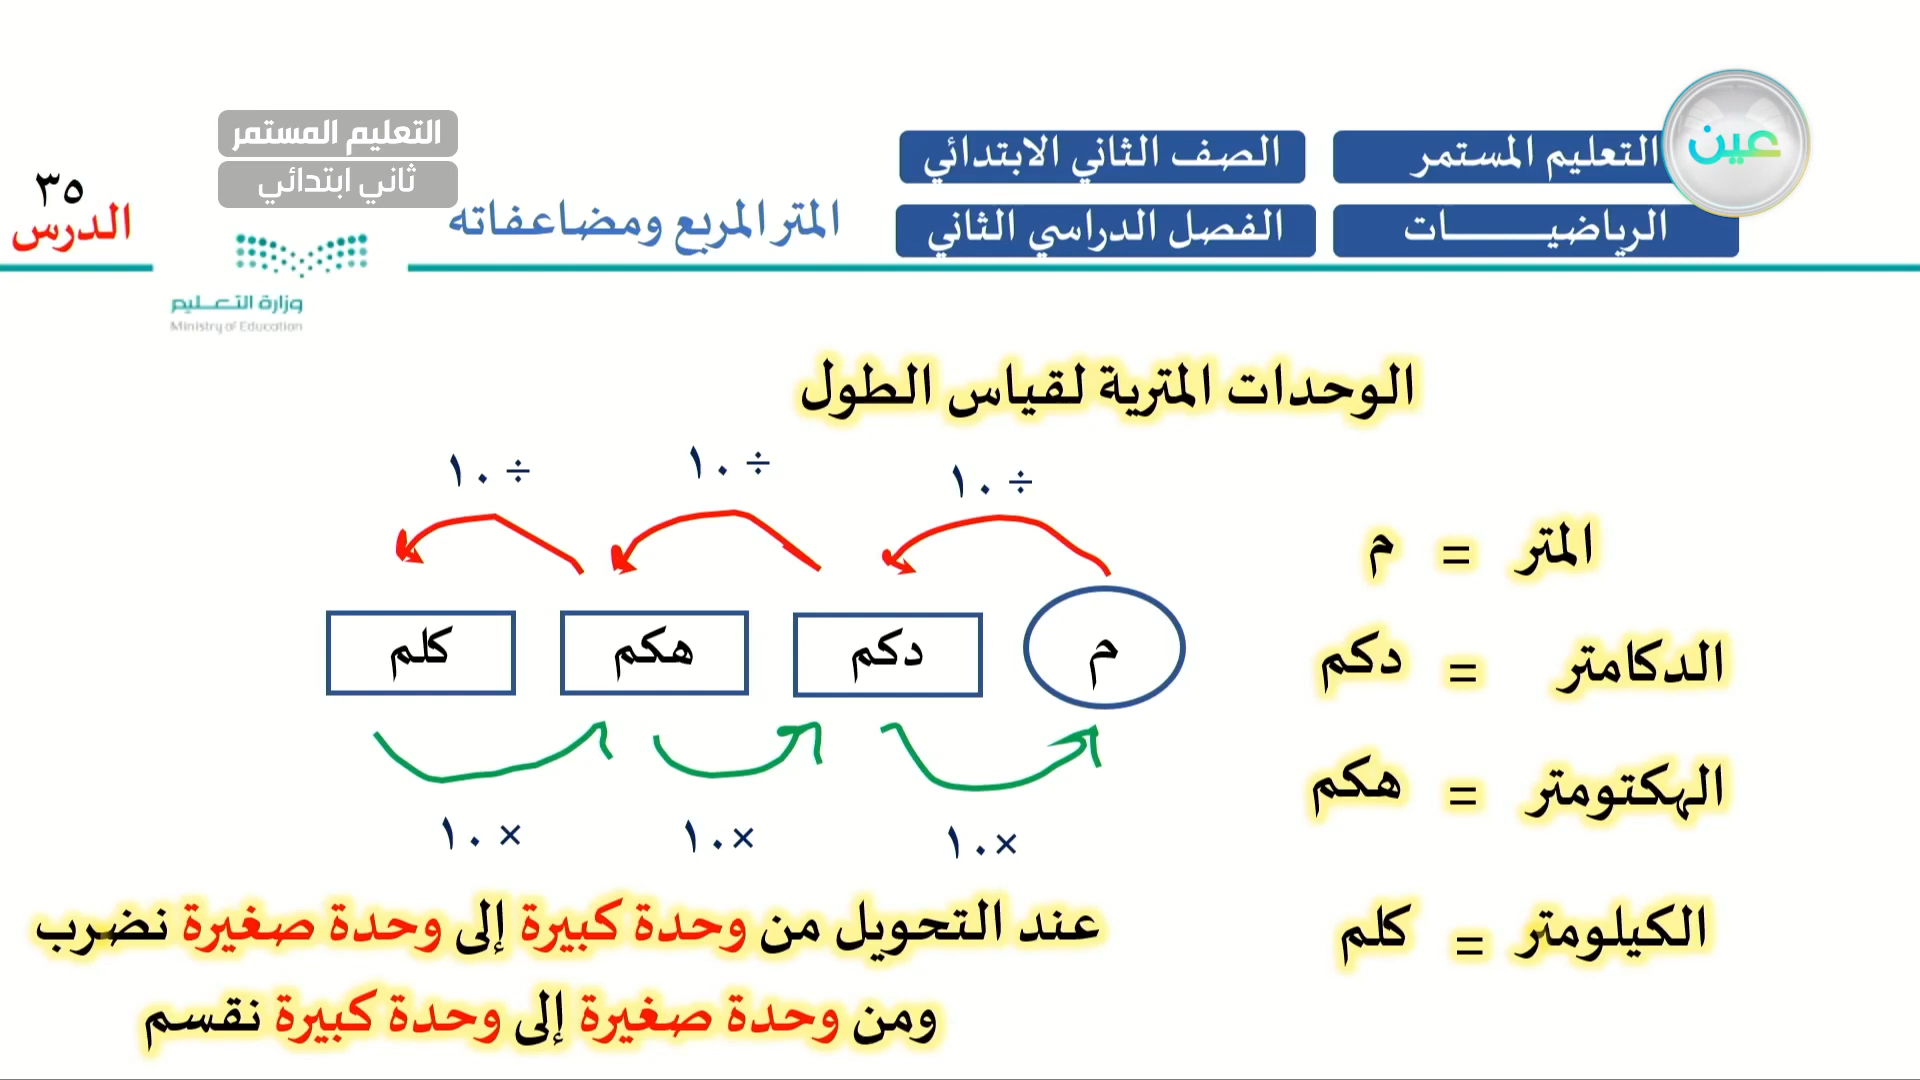 عين
التعليم المستمر
الصف الثاني الابتدائي
الرياضيـــــــات
الفصل الدراسي الثاني
المتر المربع ومضاعفاته
التعليم المستمر
ثاني ابتدائي
٣٥
الدرس
وزارة التعـــليم
Ministry of Education
الوحدات المترية لقياس الطول
المتر = م
الدكامتر = دكم
الهكتومتر = هكم
الكيلومتر = كلم
÷ ١٠
÷ ١٠
÷ ١٠
م
دكم
هكم
كلم
×١٠
×١٠
× ١٠
عند التحويل من وحدة كبيرة إلى وحدة صغيرة نضرب
ومن وحدة صغيرة إلى وحدة كبيرة نقسم